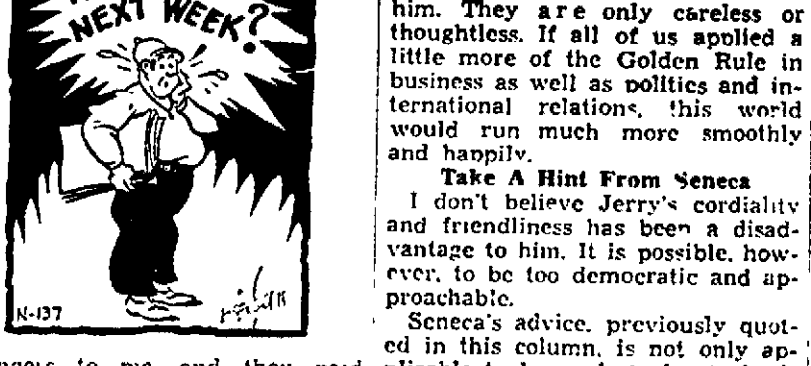 NEXT WEEK?
N-137
to me and they
him. They are only careless or
thoughtless. If all of us applied a
little more of the Golden Rule in
business as well as politics and in-
ternational relations, this world
would run much more smoothly
and happily.
Take A Hint From Seneca
I don't believe Jerry's cordiality
and friendliness has been a disad-
vantage to him. It is possible, how-
ever, to be too democratic and ap-
proachable.
Seneca's advice, previously quot-
ed in this column, is not only ap-